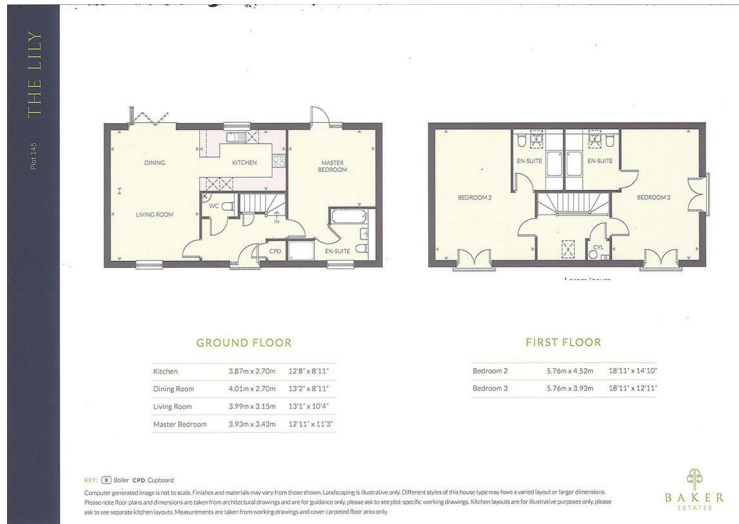 THE LILY
Plot 145
DINING
KITCHEN
MASTER
BEDROOM
LIVING ROOM
WC
CPD
EN-SUITE
EN-SUITE
EN-SUITE
BEDROOM 2
BEDROOM 3
CYL
GROUND FLOOR
Kitchen 3.87m x 2.70m 12'8" x 8'11"
Dining Room 4.01m x 2.70m 13'2" x 8'11"
Living Room 3.99m x 3.15m 13'1" x 10'4"
Master Bedroom 3.93m x 3.43m 12'11" x 11'3"
FIRST FLOOR
Bedroom 2 5.76m x 4.52m 18'11" x 14'10"
Bedroom 3 5.76m x 3.93m 18'11" x 12'11"
KEY: B Boiler CPD Cupboard
Computer generated image is not to scale. Finishes and materials may vary from those shown. Landscaping is illustrative only. Different styles of this house type may have a varied layout or larger dimensions.
Please note floor plans and dimensions are taken from architectural drawings and are for guidance only, please ask to see plot-specific working drawings. Kitchen layouts are for illustrative purposes only, please
ask to see separate kitchen layouts. Measurements are taken from working drawings and cover carpeted floor area only.
BAKER
ESTATES